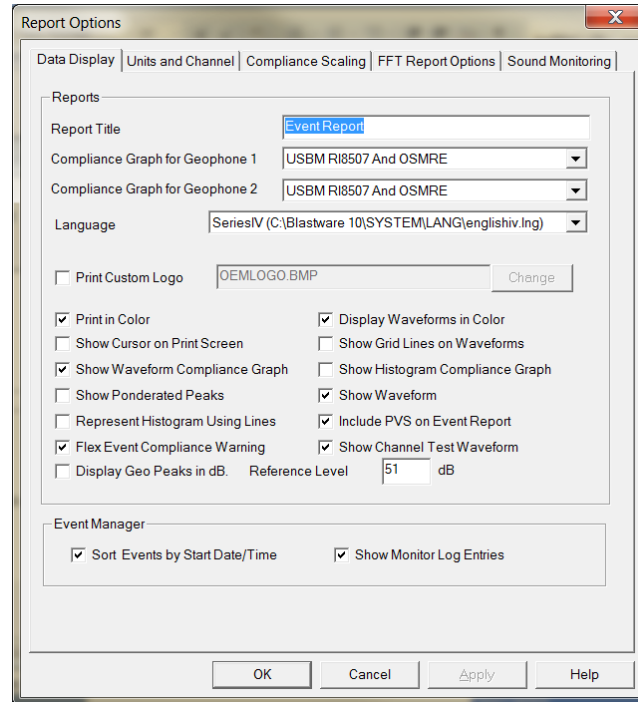 Report Options
Data Display Units and Channel Compliance Scaling FFT Report Options Sound Monitoring
Reports
Report Title Event Report
Compliance Graph for Geophone 1 USBM RI8507 And OSMRE
Compliance Graph for Geophone 2 USBM RI8507 And OSMRE
Language SeriesIV (C:\Blastware 10\SYSTEM\LANG\englishiv.lng)
Print Custom Logo OEMLOGO.BMP Change
Print in Color Display Waveforms in Color
Show Cursor on Print Screen Show Grid Lines on Waveforms
Show Waveform Compliance Graph Show Histogram Compliance Graph
Show Ponderated Peaks Show Waveform
Represent Histogram Using Lines Include PVS on Event Report
Flex Event Compliance Warning Show Channel Test Waveform
Display Geo Peaks in dB. Reference Level 51 dB
Event Manager
Sort Events by Start Date/Time Show Monitor Log Entries
OK Cancel Apply Help